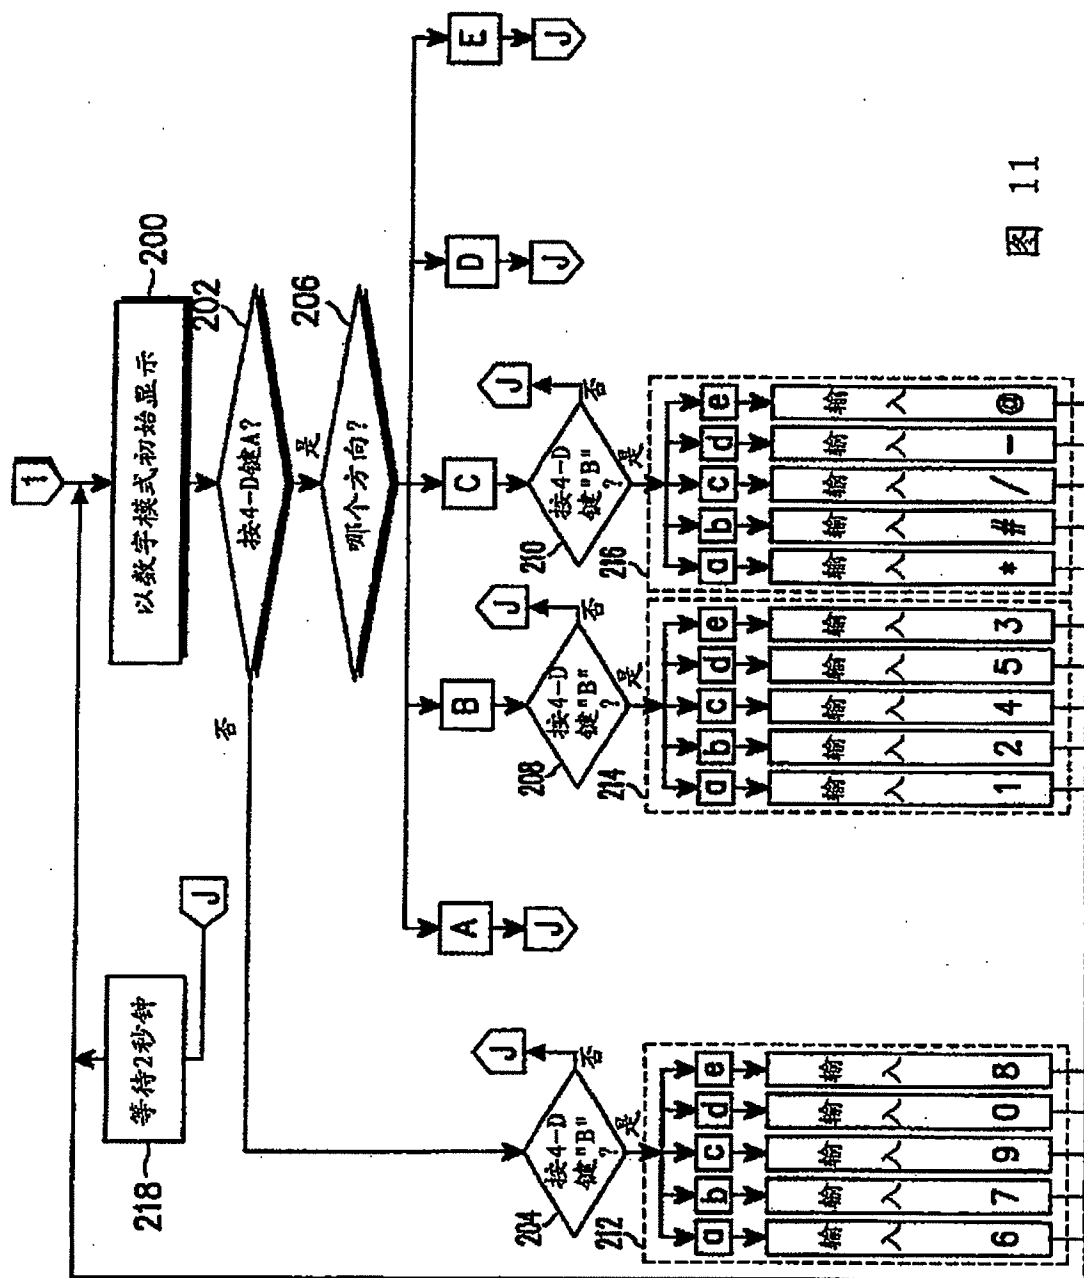 1
以数字模式初始显示
200
按4-D键A?
202
否
是
哪个方向?
206
等待2秒钟
218
J
A
J
B
C
D
J
E
J
按4-D
键"B"
?
204
否
J
是
按4-D
键"B"
?
208
否
J
是
按4-D
键"B"
?
210
否
J
是
212
a b c d e
输入 6
输入 7
输入 9
输入 0
输入 8
214
a b c d e
输入 1
输入 2
输入 4
输入 5
输入 3
216
a b c d e
输入 *
输入 #
输入 /
输入 -
输入 @
图 11